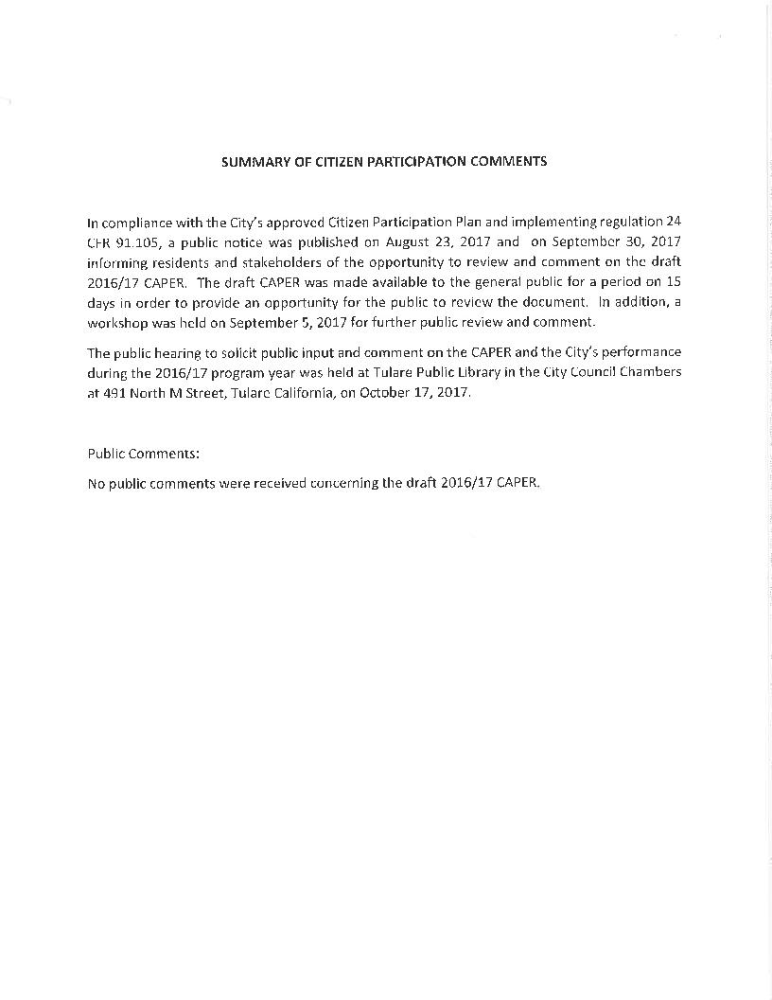 SUMMARY OF CITIZEN PARTICIPATION COMMENTS
In compliance with the City's approved Citizen Participation Plan and implementing regulation 24
CFR 91.105, a public notice was published on August 23, 2017 and on September 30, 2017
informing residents and stakeholders of the opportunity to review and comment on the draft
2016/17 CAPER. The draft CAPER was made available to the general public for a period on 15
days in order to provide an opportunity for the public to review the document. In addition, a
workshop was held on September 5, 2017 for further public review and comment.
The public hearing to solicit public input and comment on the CAPER and the City's performance
during the 2016/17 program year was held at Tulare Public Library in the City Council Chambers
at 491 North M Street, Tulare California, on October 17, 2017.
Public Comments:
No public comments were received concerning the draft 2016/17 CAPER.